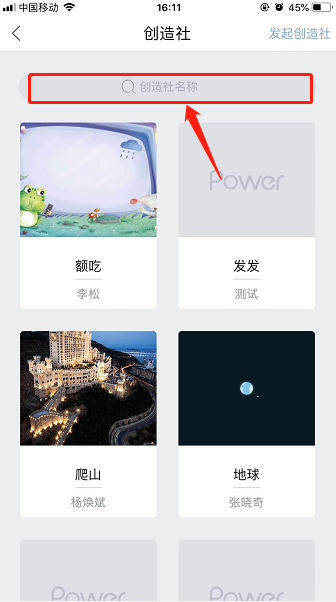 中国移动 16:11 45%
创造社 发起创造社
创造社名称
Power
额吃 发发
李松 测试
爬山 地球
杨焕斌 张晓奇
Power Power